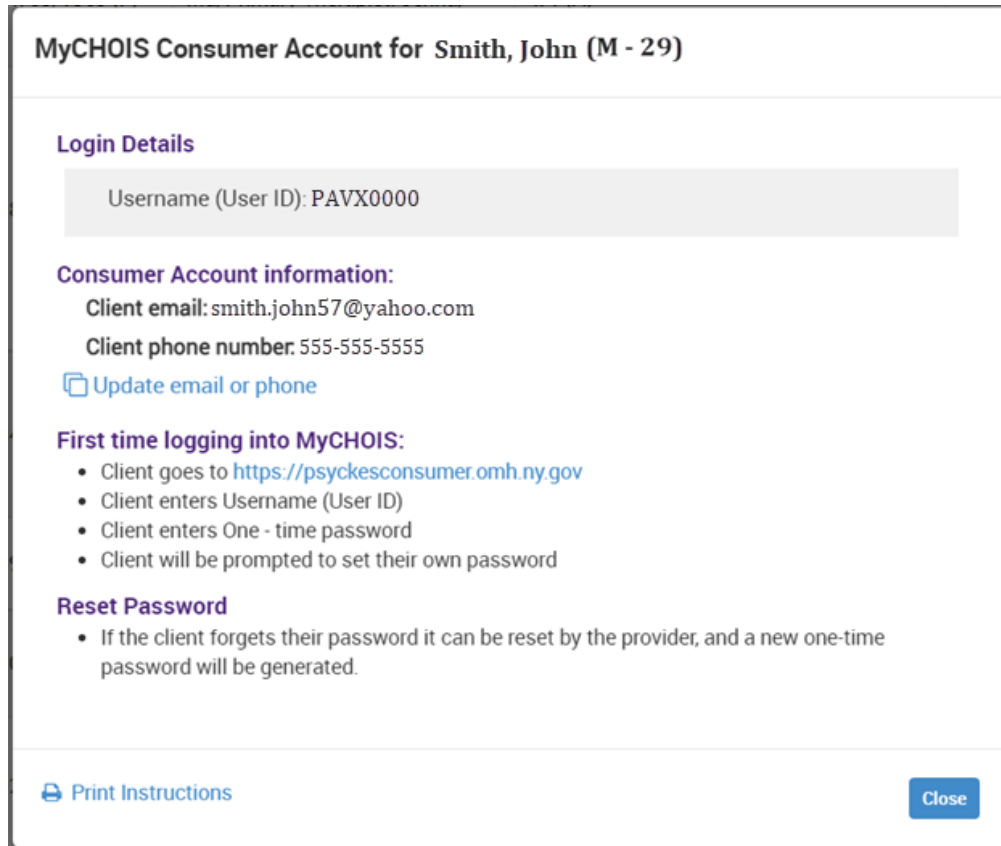 MyCHOIS Consumer Account for Smith, John (M - 29)
Login Details
Username (User ID): PAVX0000
Consumer Account information:
Client email: smith.john57@yahoo.com
Client phone number: 555-555-5555
Update email or phone
First time logging into MyCHOIS:
• Client goes to https://psyckesconsumer.omh.ny.gov
• Client enters Username (User ID)
• Client enters One - time password
• Client will be prompted to set their own password
Reset Password
• If the client forgets their password it can be reset by the provider, and a new one-time
password will be generated.
Print Instructions
Close